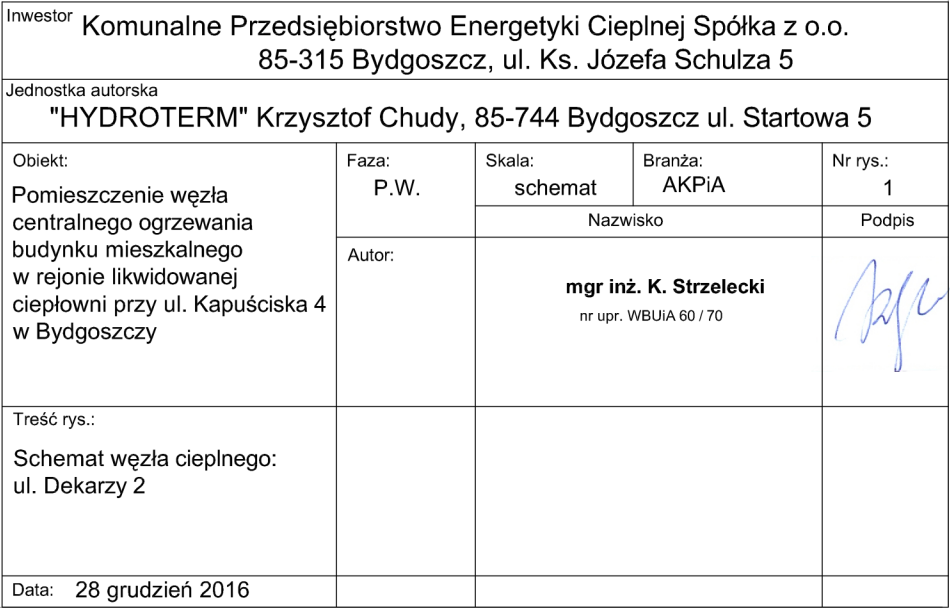 Inwestor
Komunalne Przedsiębiorstwo Energetyki Cieplnej Spółka z o.o.
85-315 Bydgoszcz, ul. Ks. Józefa Schulza 5
Jednostka autorska
"HYDROTERM" Krzysztof Chudy, 85-744 Bydgoszcz ul. Startowa 5
Obiekt:
Pomieszczenie węzła
centralnego ogrzewania
budynku mieszkalnego
w rejonie likwidowanej
ciepłowni przy ul. Kapuściska 4
w Bydgoszczy
Faza:
P.W.
Skala:
schemat
Branża:
AKPiA
Nr rys.:
1
Nazwisko
Podpis
Autor:
mgr inż. K. Strzelecki
nr upr. WBUiA 60 / 70
Treść rys.:
Schemat węzła cieplnego:
ul. Dekarzy 2
Data: 28 grudzień 2016